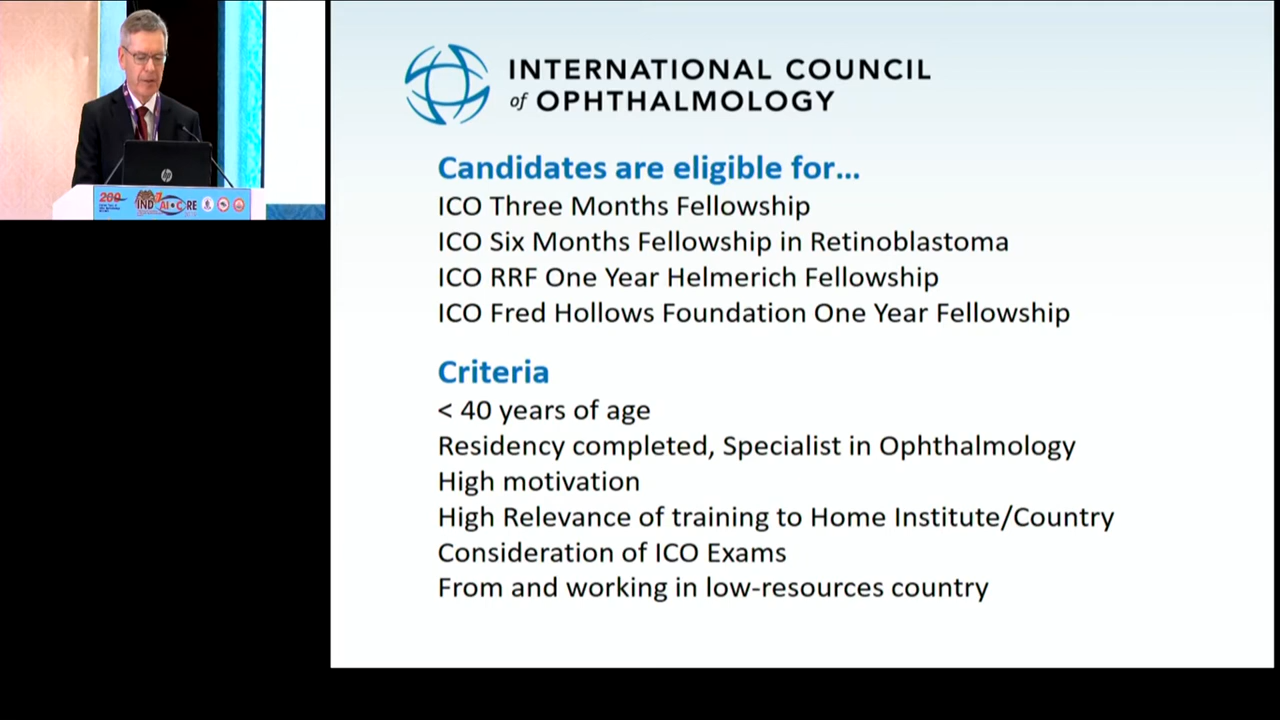 INTERNATIONAL COUNCIL
of OPHTHALMOLOGY
Candidates are eligible for...
ICO Three Months Fellowship
ICO Six Months Fellowship in Retinoblastoma
ICO RRF One Year Helmerich Fellowship
ICO Fred Hollows Foundation One Year Fellowship
Criteria
< 40 years of age
Residency completed, Specialist in Ophthalmology
High motivation
High Relevance of training to Home Institute/Country
Consideration of ICO Exams
From and working in low-resources country
hp
200
IND